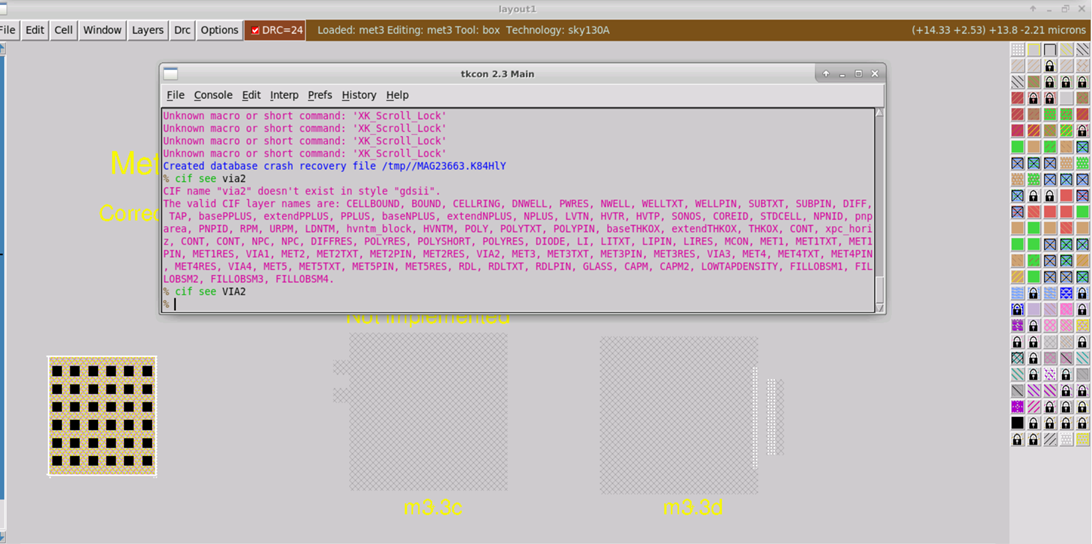 layout1
File Edit Cell Window Layers Drc Options DRC=24 Loaded: met3 Editing: met3 Tool: box Technology: sky130A (+14.33 +2.53) +13.8 -2.21 microns
tkcon 2.3 Main
File Console Edit Interp Prefs History Help
Unknown macro or short command: 'XK_Scroll_Lock'
Unknown macro or short command: 'XK_Scroll_Lock'
Unknown macro or short command: 'XK_Scroll_Lock'
Unknown macro or short command: 'XK_Scroll_Lock'
Created database crash recovery file /tmp//MAG23663.K84HlY
% cif see via2
CIF name "via2" doesn't exist in style "gdsii".
The valid CIF layer names are: CELLBOUND, BOUND, CELLRING, DNWELL, PWRES, NWELL, WELLTXT, WELLPIN, SUBTXT, SUBPIN, DIFF,
TAP, basePPLUS, extendPPLUS, PPLUS, baseNPLUS, extendNPLUS, NPLUS, LVTN, HVTR, HVTP, SONOS, COREID, STDCELL, NPNID, pnp
area, PNPID, RPM, URPM, LDNTM, hvntm_block, HVNTM, POLY, POLYTXT, POLYPIN, baseTHKOX, extendTHKOX, THKOX, CONT, xpc_hori
z, CONT, CONT, NPC, NPC, DIFFRES, POLYRES, POLYSHORT, POLYRES, DIODE, LI, LITXT, LIPIN, LIRES, MCON, MET1, MET1TXT, MET1
PIN, MET1RES, VIA1, MET2, MET2TXT, MET2PIN, MET2RES, VIA2, MET3, MET3TXT, MET3PIN, MET3RES, VIA3, MET4, MET4TXT, MET4PIN
, MET4RES, VIA4, MET5, MET5TXT, MET5PIN, MET5RES, RDL, RDLTXT, RDLPIN, GLASS, CAPM, CAPM2, LOWTAPDENSITY, FILLOBSM1, FIL
LOBSM2, FILLOBSM3, FILLOBSM4.
% cif see VIA2
%
Met
Correc
Not implemented
m3.3c
m3.3d